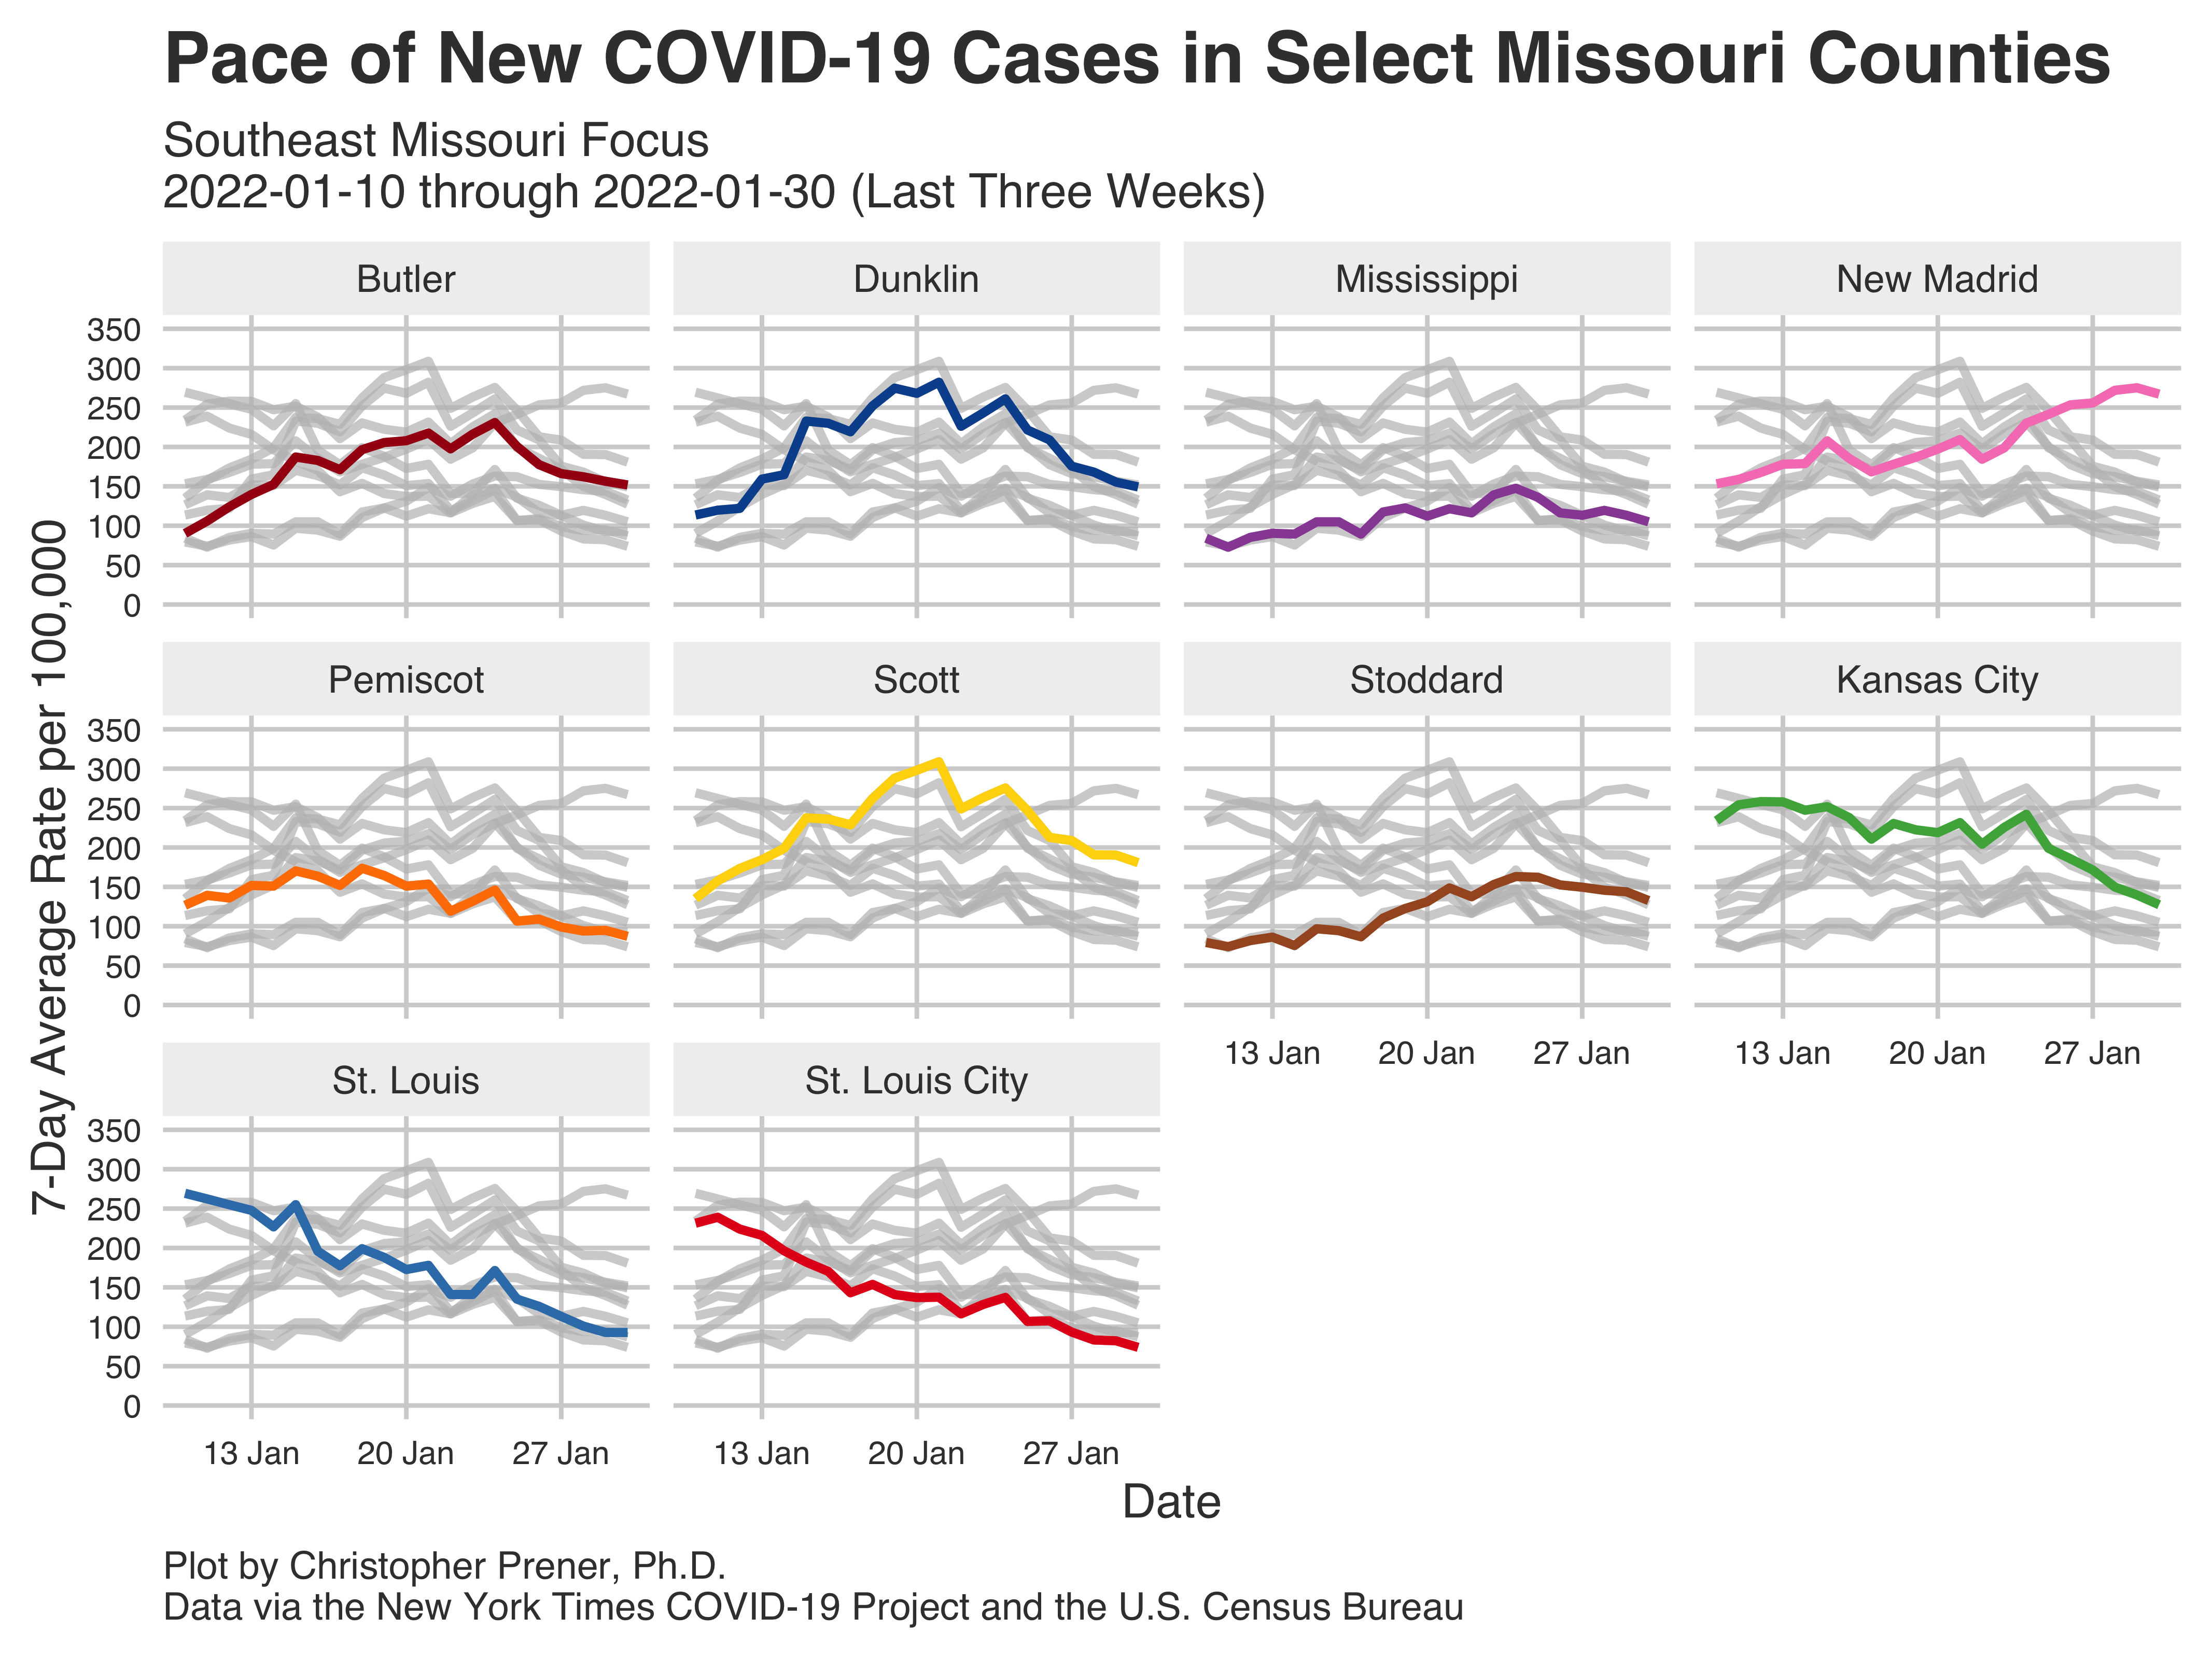 Pace of New COVID-19 Cases in Select Missouri Counties
Southeast Missouri Focus
2022-01-10 through 2022-01-30 (Last Three Weeks)
7-Day Average Rate per 100,000
Butler
Dunklin
Mississippi
New Madrid
350
300
250
200
150
100
50
0
Pemiscot
Scott
Stoddard
Kansas City
350
300
250
200
150
100
50
0
13 Jan
20 Jan
27 Jan
13 Jan
20 Jan
27 Jan
St. Louis
St. Louis City
350
300
250
200
150
100
50
0
13 Jan
20 Jan
27 Jan
13 Jan
20 Jan
27 Jan
Date
Plot by Christopher Prener, Ph.D.
Data via the New York Times COVID-19 Project and the U.S. Census Bureau